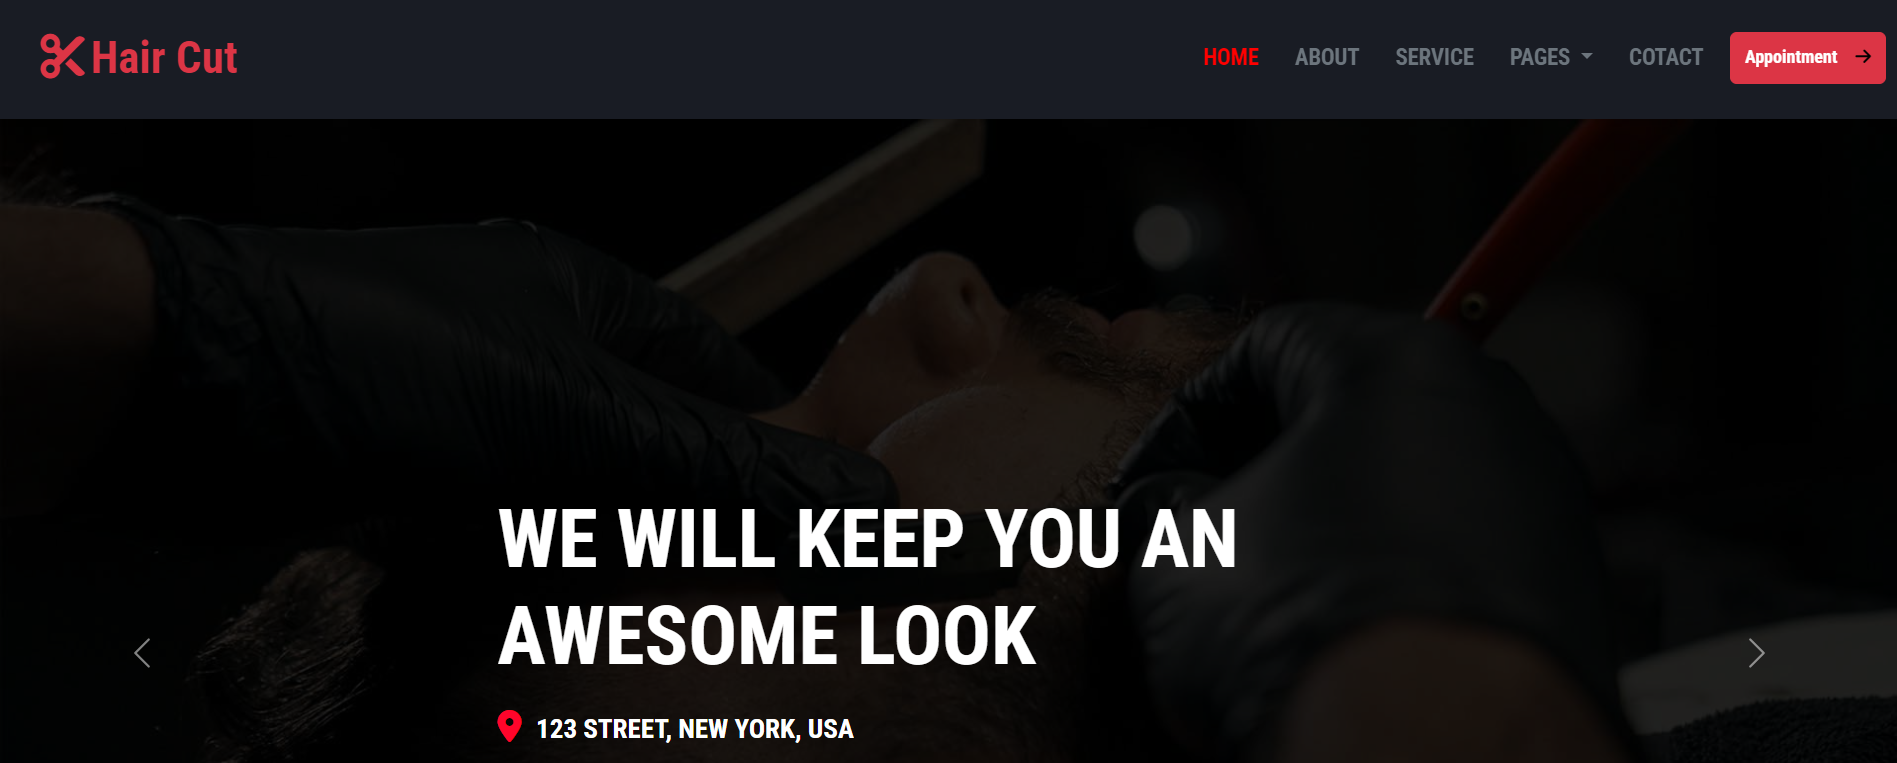 Hair Cut
HOME ABOUT SERVICE PAGES COTACT Appointment
WE WILL KEEP YOU AN
AWESOME LOOK
123 STREET, NEW YORK, USA